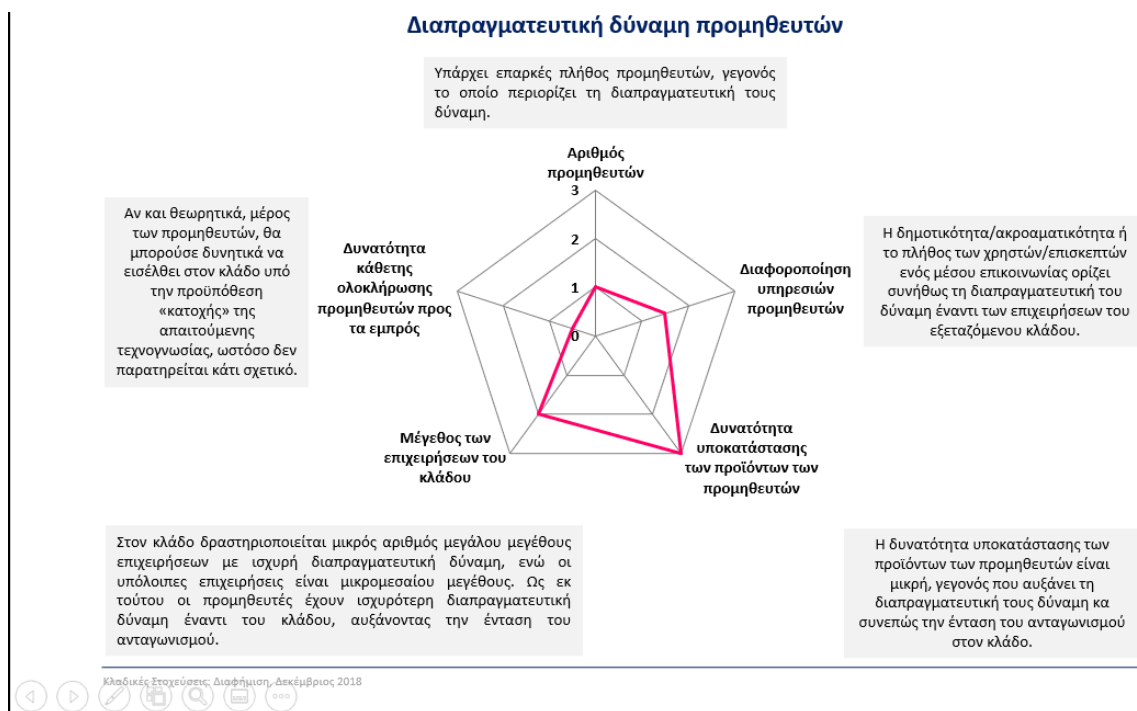 Διαπραγματευτική δύναμη προμηθευτών
Υπάρχει επαρκές πλήθος προμηθευτών, γεγονός
το οποίο περιορίζει τη διαπραγματευτική τους
δύναμη.
Αριθμός
προμηθευτών
3
2
1
0
Αν και θεωρητικά, μέρος
των προμηθευτών, θα
μπορούσε δυνητικά να
εισέλθει στον κλάδο υπό
την προϋπόθεση
«κατοχής» της
απαιτούμενης
τεχνογνωσίας, ωστόσο δεν
παρατηρείται κάτι σχετικό.
Δυνατότητα
κάθετης
ολοκλήρωσης
προμηθευτών προς
τα εμπρός
Διαφοροποίηση
υπηρεσιών
προμηθευτών
Η δημοτικότητα/ακροαματικότητα ή
το πλήθος των χρηστών/επισκεπτών
ενός μέσου επικοινωνίας ορίζει
συνήθως τη διαπραγματευτική του
δύναμη έναντι των επιχειρήσεων του
εξεταζόμενου κλάδου.
Μέγεθος των
επιχειρήσεων του
κλάδου
Δυνατότητα
υποκατάστασης
των προϊόντων των
προμηθευτών
Στον κλάδο δραστηριοποιείται μικρός αριθμός μεγάλου μεγέθους
επιχειρήσεων με ισχυρή διαπραγματευτική δύναμη, ενώ οι
υπόλοιπες επιχειρήσεις είναι μικρομεσαίου μεγέθους. Ως εκ
τούτου οι προμηθευτές έχουν ισχυρότερη διαπραγματευτική
δύναμη έναντι του κλάδου, αυξάνοντας την ένταση του
ανταγωνισμού.
Η δυνατότητα υποκατάστασης των
προϊόντων των προμηθευτών είναι
μικρή, γεγονός που αυξάνει τη
διαπραγματευτική τους δύναμη κα
συνεπώς την ένταση του ανταγωνισμού
στον κλάδο.
Κλαδικές Στοχεύσεις: Διαφήμιση, Δεκέμβριος 2018